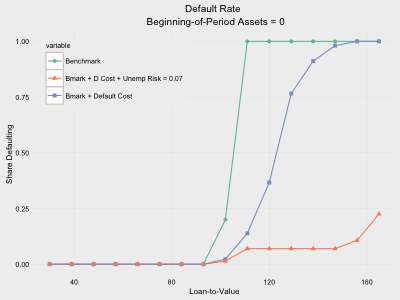 Default Rate
Beginning-of-Period Assets = 0
variable
Benchmark
Bmark + D Cost + Unemp Risk = 0.07
Bmark + Default Cost
Share Defaulting
1.00
0.75
0.50
0.25
0.00
40 80 120 160
Loan-to-Value